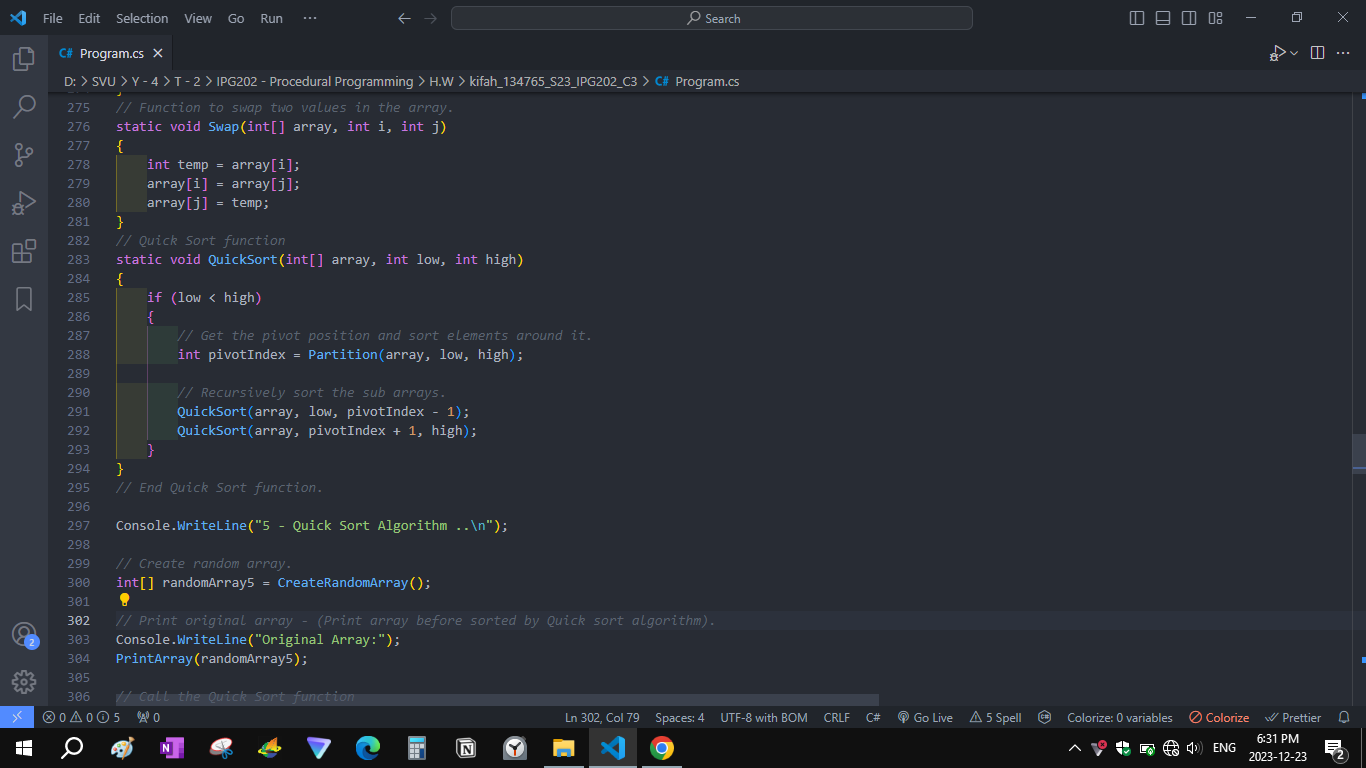 File Edit Selection View Go Run ··· Search
C# Program.cs
D: > SVU > Y - 4 > T - 2 > IPG202 - Procedural Programming > H.W > kifah_134765_S23_IPG202_C3 > C# Program.cs
275 // Function to swap two values in the array.
276 static void Swap(int[] array, int i, int j)
277 {
278 int temp = array[i];
279 array[i] = array[j];
280 array[j] = temp;
281 }
282 // Quick Sort function
283 static void QuickSort(int[] array, int low, int high)
284 {
285 if (low < high)
286 {
287 // Get the pivot position and sort elements around it.
288 int pivotIndex = Partition(array, low, high);
289
290 // Recursively sort the sub arrays.
291 QuickSort(array, low, pivotIndex - 1);
292 QuickSort(array, pivotIndex + 1, high);
293 }
294 }
295 // End Quick Sort function.
296
297 Console.WriteLine("5 - Quick Sort Algorithm ..\n");
298
299 // Create random array.
300 int[] randomArray5 = CreateRandomArray();
301
302 // Print original array - (Print array before sorted by Quick sort algorithm).
303 Console.WriteLine("Original Array:");
304 PrintArray(randomArray5);
305
306 // Call the Quick Sort function
2
0 0 5 0 Ln 302, Col 79 Spaces: 4 UTF-8 with BOM CRLF C# Go Live 5 Spell Colorize: 0 variables Colorize Prettier
ENG 6:31 PM
2023-12-23 2